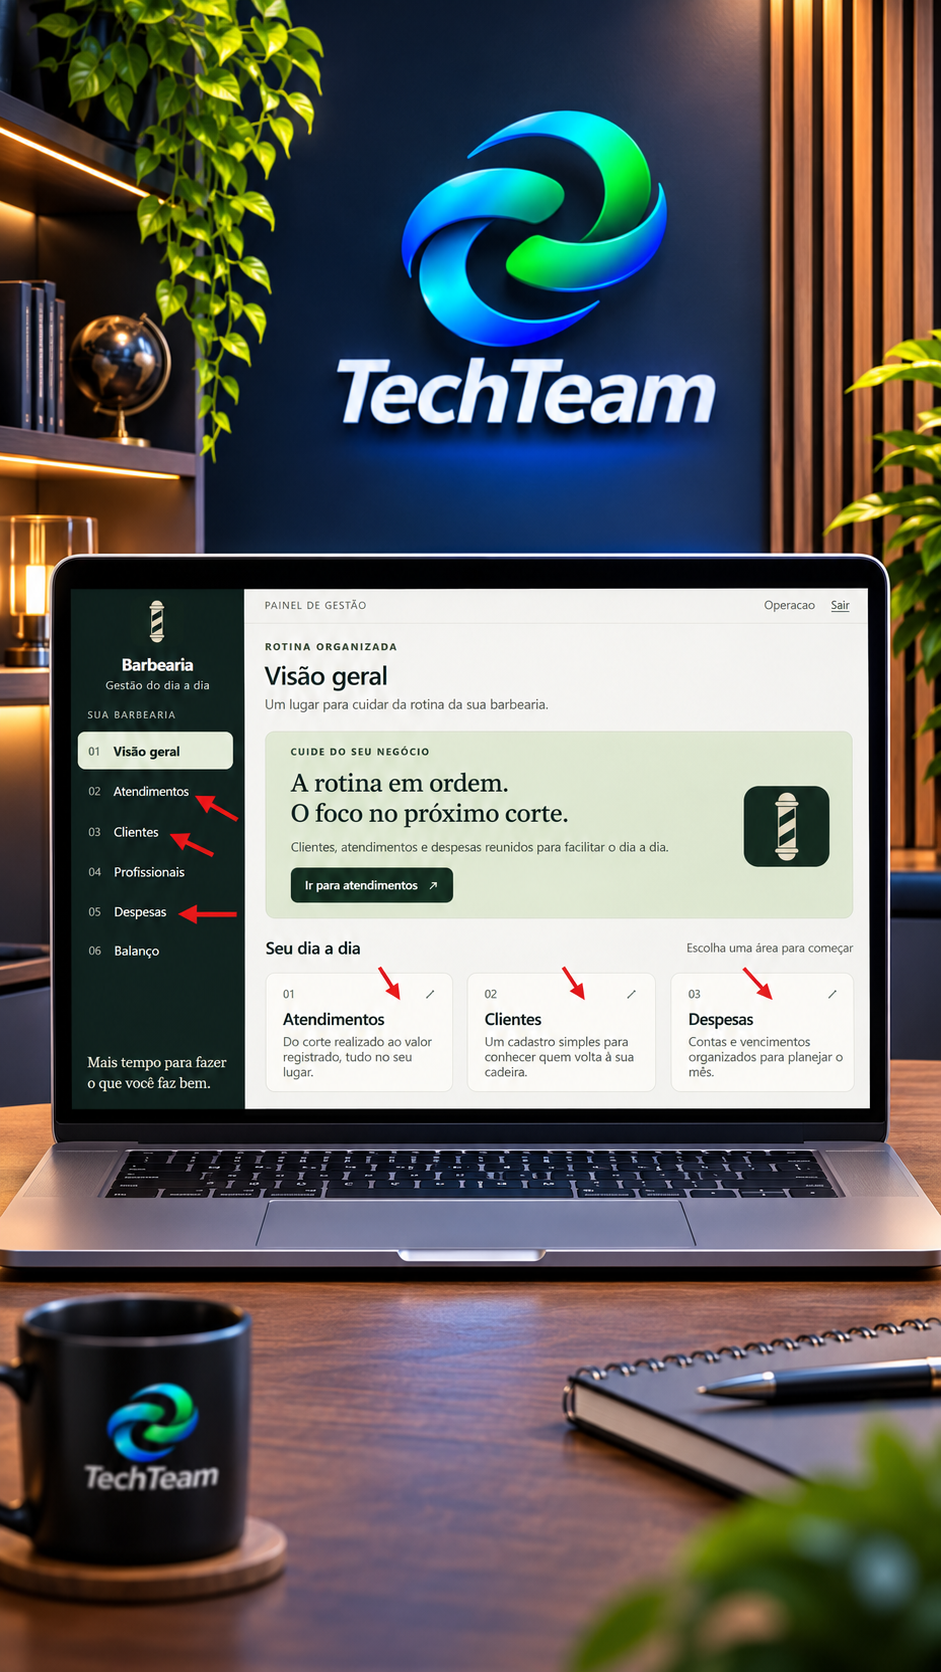 TechTeam
Barbearia
Gestão do dia a dia
SUA BARBEARIA
01 Visão geral
02 Atendimentos
03 Clientes
04 Profissionais
05 Despesas
06 Balanço
Mais tempo para fazer
o que você faz bem.
PAINEL DE GESTÃO
Operacao Sair
ROTINA ORGANIZADA
Visão geral
Um lugar para cuidar da rotina da sua barbearia.
CUIDE DO SEU NEGÓCIO
A rotina em ordem.
O foco no próximo corte.
Clientes, atendimentos e despesas reunidos para facilitar o dia a dia.
Ir para atendimentos
Seu dia a dia
Escolha uma área para começar
01
Atendimentos
Do corte realizado ao valor
registrado, tudo no seu
lugar.
02
Clientes
Um cadastro simples para
conhecer quem volta à sua
cadeira.
03
Despesas
Contas e vencimentos
organizados para planejar o
mês.
TechTeam